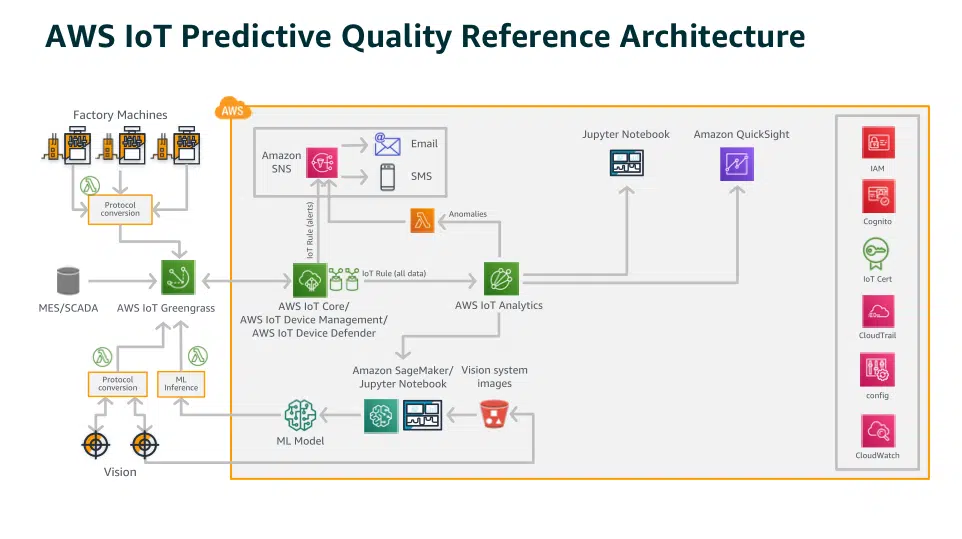 AWS IoT Predictive Quality Reference Architecture
Factory Machines
AWS
Amazon
SNS
Email
SMS
Jupyter Notebook
Amazon QuickSight
IAM
Cognito
IoT Cert
CloudTrail
config
CloudWatch
Protocol
conversion
IoT Rule (alerts)
Anomalies
MES/SCADA
AWS IoT Greengrass
IoT Rule (all data)
AWS IoT Core/
AWS IoT Device Management/
AWS IoT Device Defender
AWS IoT Analytics
Protocol
conversion
ML
Inference
Amazon SageMaker/
Jupyter Notebook
Vision system
images
ML Model
Vision